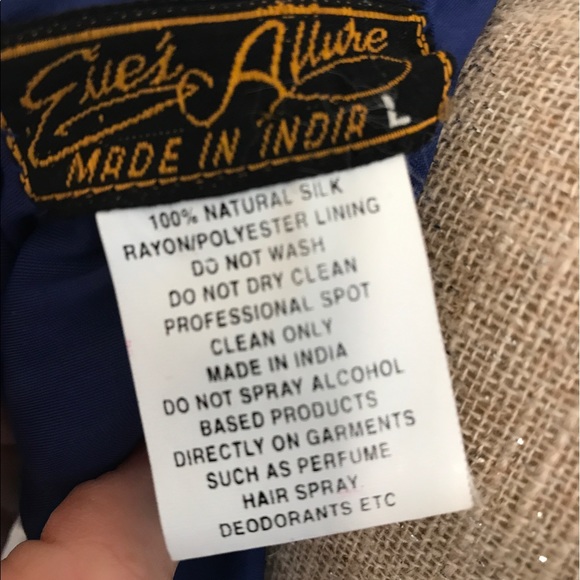 Eve's Allure
L
MADE IN INDIA
100% NATURAL SILK
RAYON/POLYESTER LINING
DO NOT WASH
DO NOT DRY CLEAN
PROFESSIONAL SPOT
CLEAN ONLY
MADE IN INDIA
DO NOT SPRAY ALCOHOL
BASED PRODUCTS
DIRECTLY ON GARMENTS
SUCH AS PERFUME
HAIR SPRAY
DEODORANTS ETC